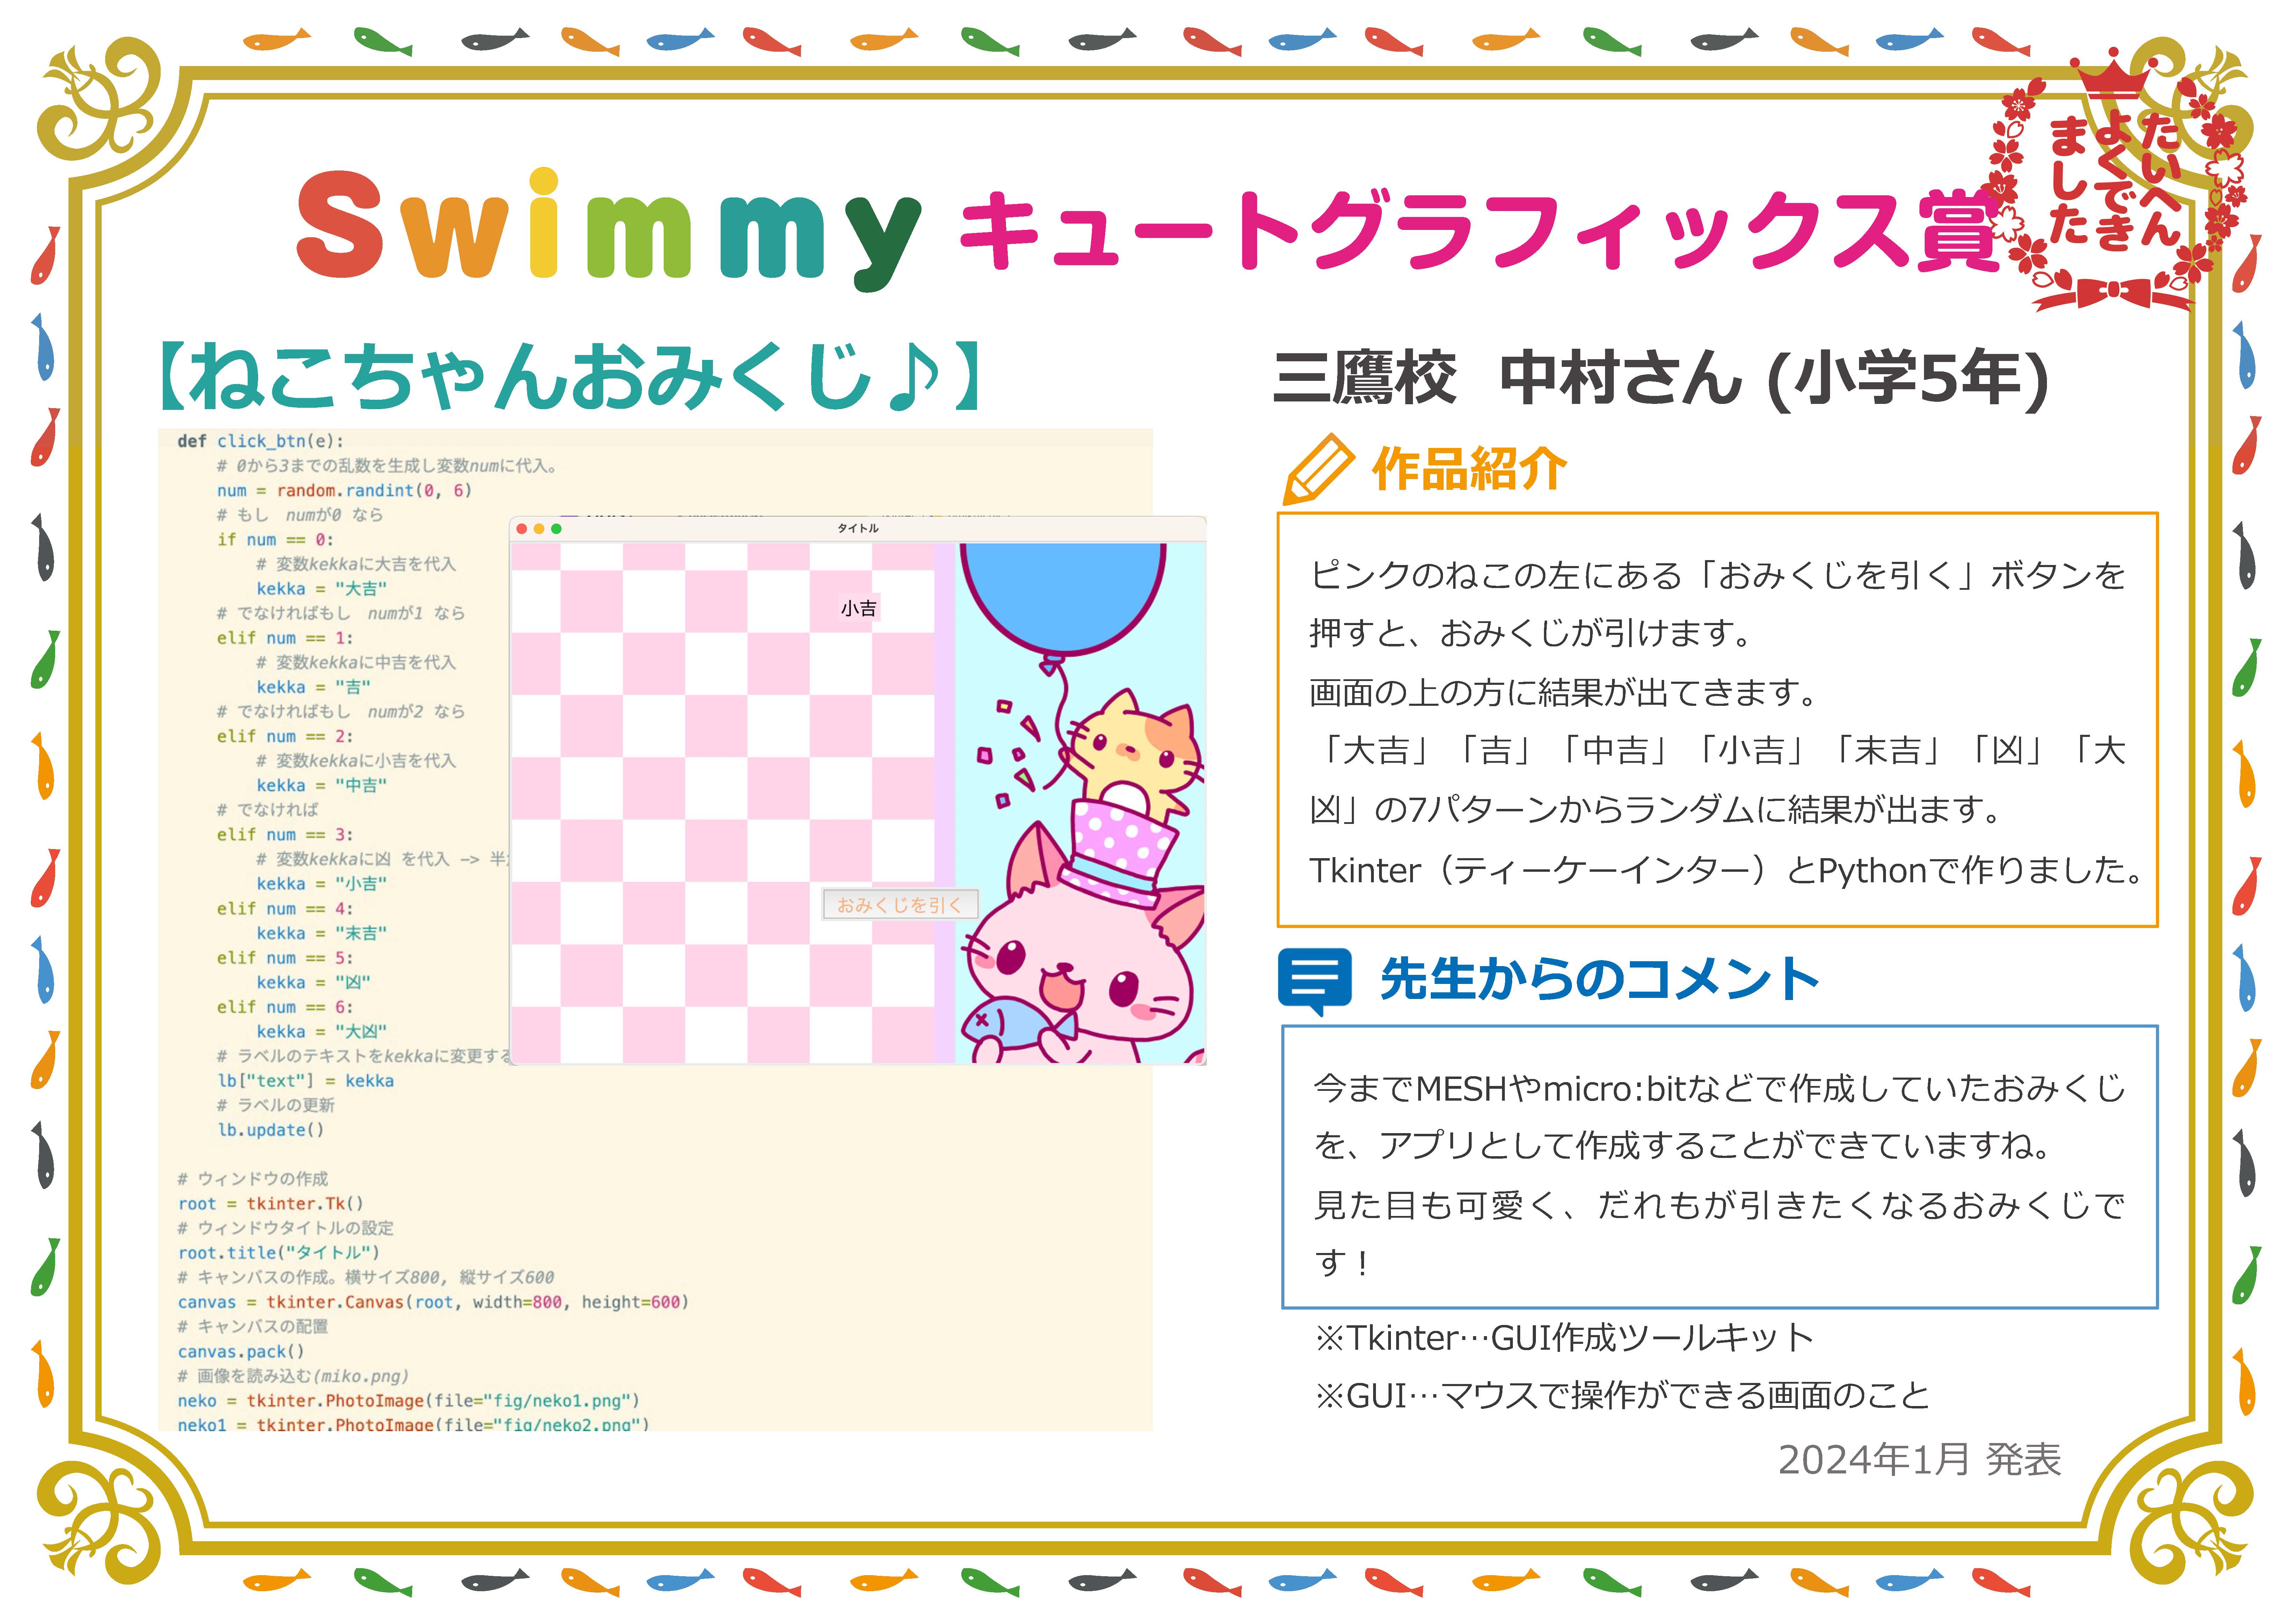 Swimmy キュートグラフィックス賞
たいへん
よくでき
ました
【ねこちゃんおみくじ♪】
三鷹校 中村さん (小学5年)
def click_btn(e):
# 0から3までの乱数を生成し変数numに代入。
num = random.randint(0, 6)
# もし numが0 なら
if num == 0:
# 変数kekkaに大吉を代入
kekka = "大吉"
# でなければもし numが1 なら
elif num == 1:
# 変数kekkaに中吉を代入
kekka = "吉"
# でなければもし numが2 なら
elif num == 2:
# 変数kekkaに小吉を代入
kekka = "中吉"
# でなければ
elif num == 3:
# 変数kekkaに凶 を代入 -> 半
kekka = "小吉"
elif num == 4:
kekka = "末吉"
elif num == 5:
kekka = "凶"
elif num == 6:
kekka = "大凶"
# ラベルのテキストをkekkaに変更する
lb["text"] = kekka
# ラベルの更新
lb.update()
# ウィンドウの作成
root = tkinter.Tk()
# ウィンドウタイトルの設定
root.title("タイトル")
# キャンバスの作成。横サイズ800, 縦サイズ600
canvas = tkinter.Canvas(root, width=800, height=600)
# キャンバスの配置
canvas.pack()
# 画像を読み込む(miko.png)
neko = tkinter.PhotoImage(file="fig/neko1.png")
neko1 = tkinter.PhotoImage(file="fig/neko2.png")
タイトル
小吉
おみくじを引く
作品紹介
ピンクのねこの左にある「おみくじを引く」ボタンを
押すと、おみくじが引けます。
画面の上の方に結果が出てきます。
「大吉」「吉」「中吉」「小吉」「末吉」「凶」「大
凶」の7パターンからランダムに結果が出ます。
Tkinter（ティーケーインター）とPythonで作りました。
先生からのコメント
今までMESHやmicro:bitなどで作成していたおみくじ
を、アプリとして作成することができていますね。
見た目も可愛く、だれもが引きたくなるおみくじで
す！
※Tkinter…GUI作成ツールキット
※GUI…マウスで操作ができる画面のこと
2024年1月 発表